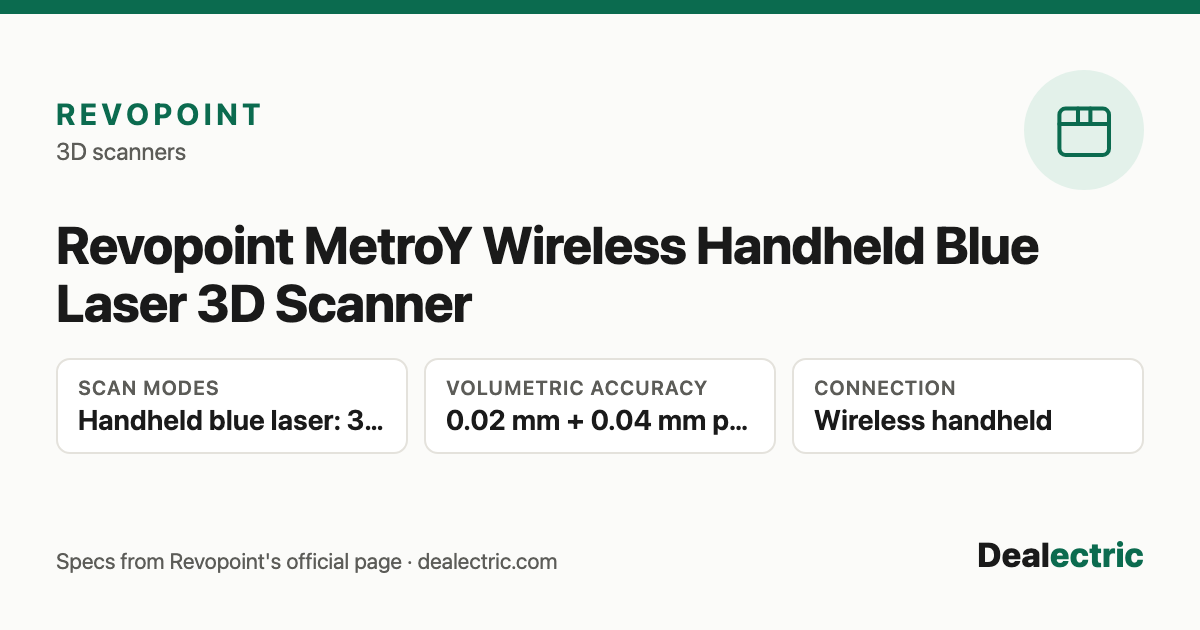 REVOPOINT
3D scanners
Revopoint MetroY Wireless Handheld Blue
Laser 3D Scanner
SCAN MODES
Handheld blue laser: 3...
VOLUMETRIC ACCURACY
0.02 mm + 0.04 mm p...
CONNECTION
Wireless handheld
Specs from Revopoint's official page · dealectric.com
Dealectric